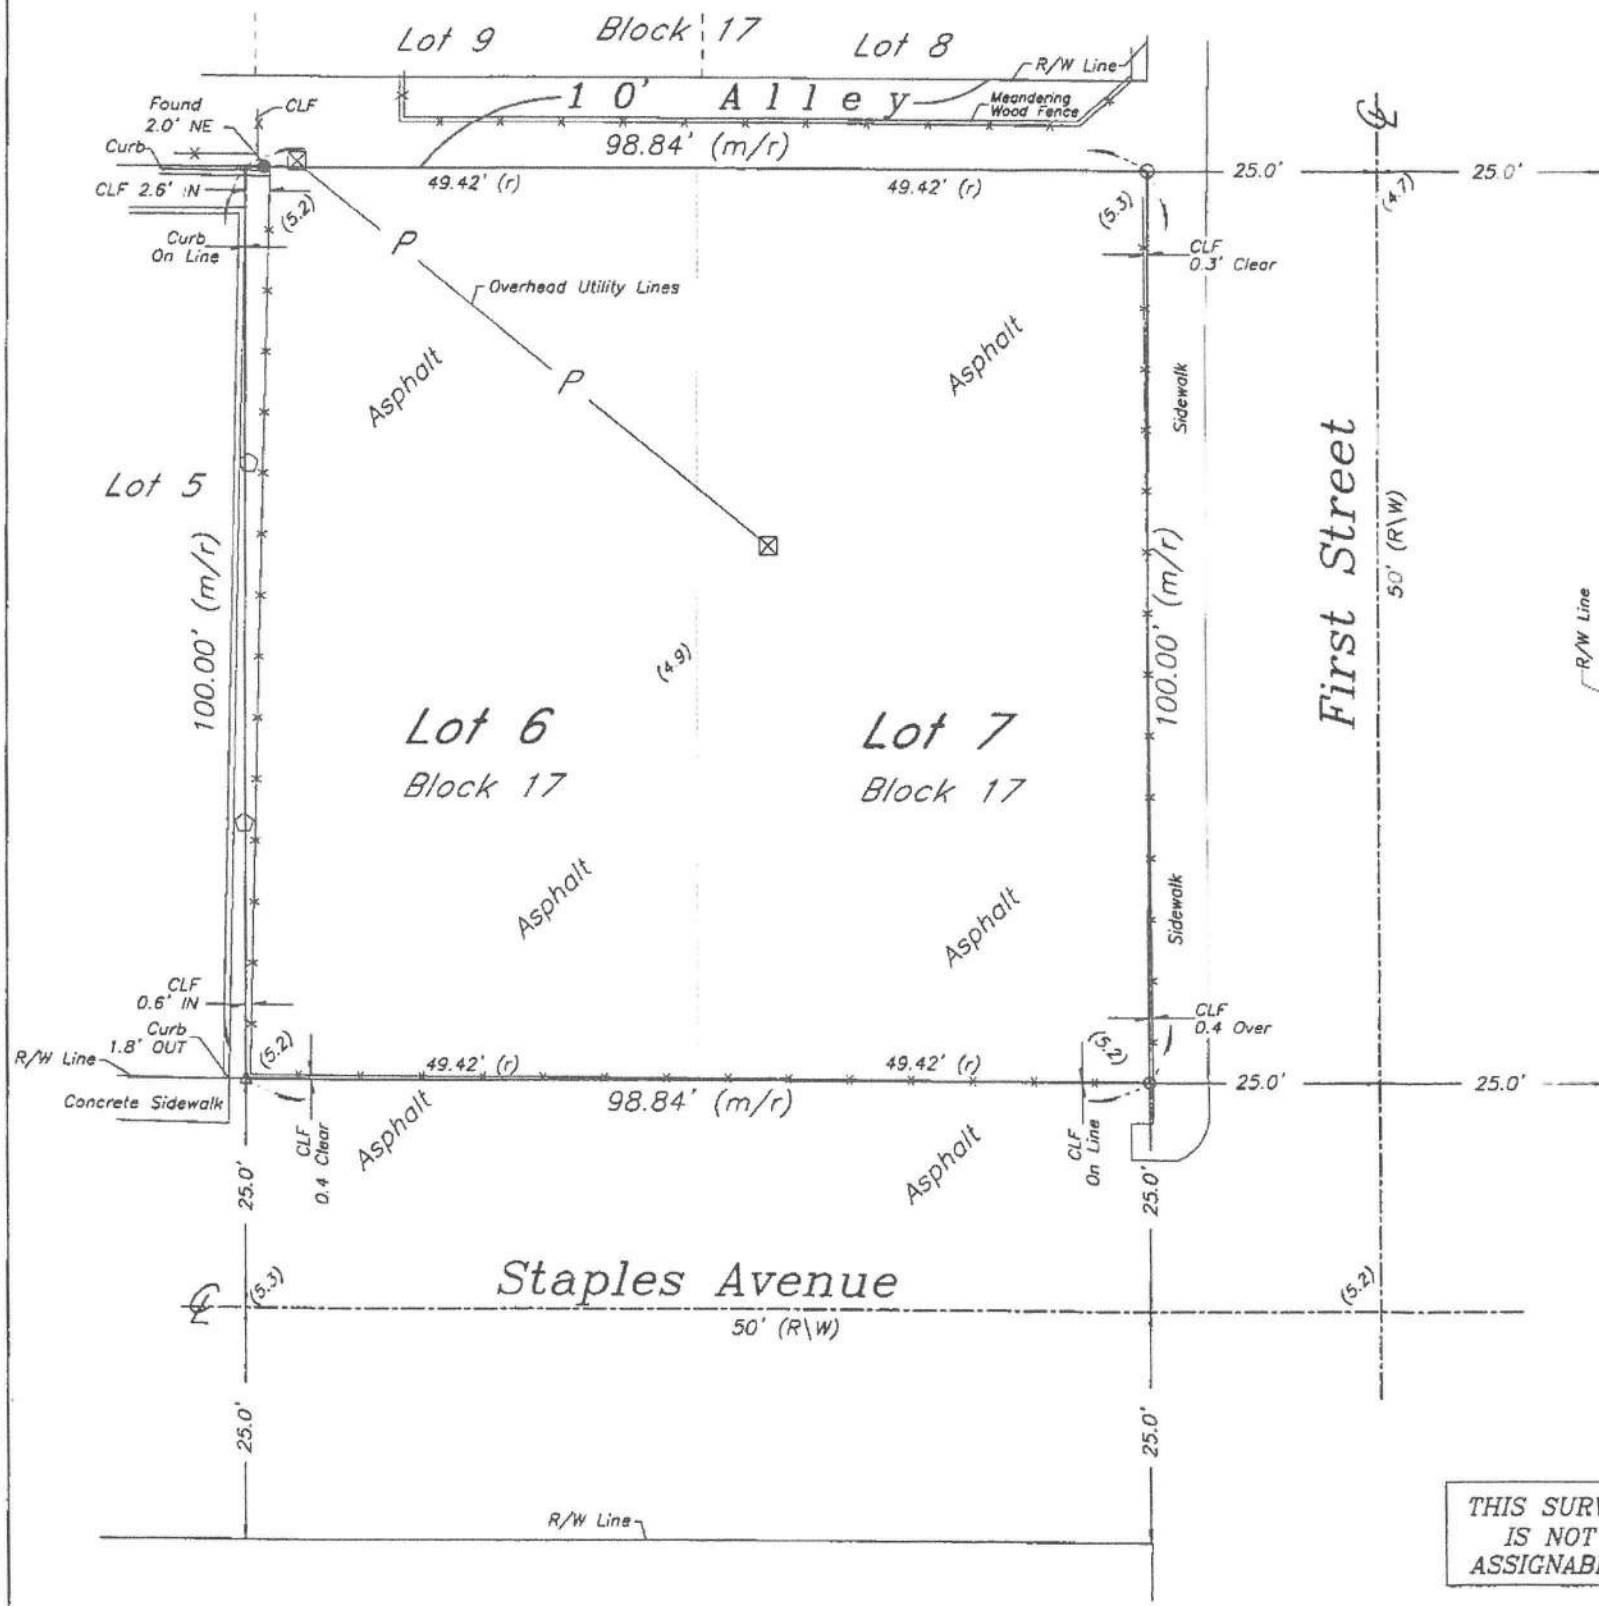 Lot 9
Block 17
Lot 8
R/W Line
10' Alley
Meandering
Wood Fence
Found
2.0' NE
CLF
Curb
98.84' (m/r)
CLF 2.6' IN
49.42' (r)
49.42' (r)
25.0'
25.0'
(5.2)
(5.3)
(4.7)
Curb
On Line
CLF
0.3' Clear
P
Overhead Utility Lines
Asphalt
Asphalt
P
Sidewalk
Lot 5
First Street
50' (R\W)
100.00' (m/r)
100.00' (m/r)
R/W Line
(4.9)
Lot 6
Block 17
Lot 7
Block 17
Asphalt
Asphalt
Sidewalk
CLF
0.6' IN
Curb
1.8' OUT
CLF
0.4 Over
R/W Line
(5.2)
49.42' (r)
49.42' (r)
(5.2)
25.0'
25.0'
Concrete Sidewalk
98.84' (m/r)
CLF
0.4 Clear
Asphalt
Asphalt
CLF
On Line
25.0'
25.0'
Staples Avenue
50' (R\W)
(5.3)
(5.2)
25.0'
25.0'
R/W Line
THIS SURV
IS NOT
ASSIGNAB